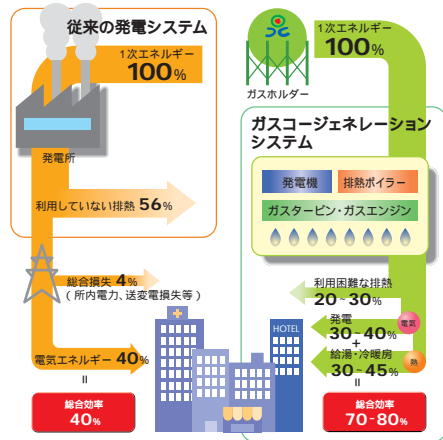 従来の発電システム
1次エネルギー
100%
発電所
利用していない排熱 56%
総合損失 4%
(所内電力、送変電損失等)
電気エネルギー 40%
=
総合効率
40%
1次エネルギー
100%
ガスホルダー
ガスコージェネレーション
システム
発電機
排熱ボイラー
ガスタービン・ガスエンジン
利用困難な排熱
20~30%
発電
30~40%
電気
+
給湯・冷暖房
30~45%
熱
=
HOTEL
総合効率
70-80%